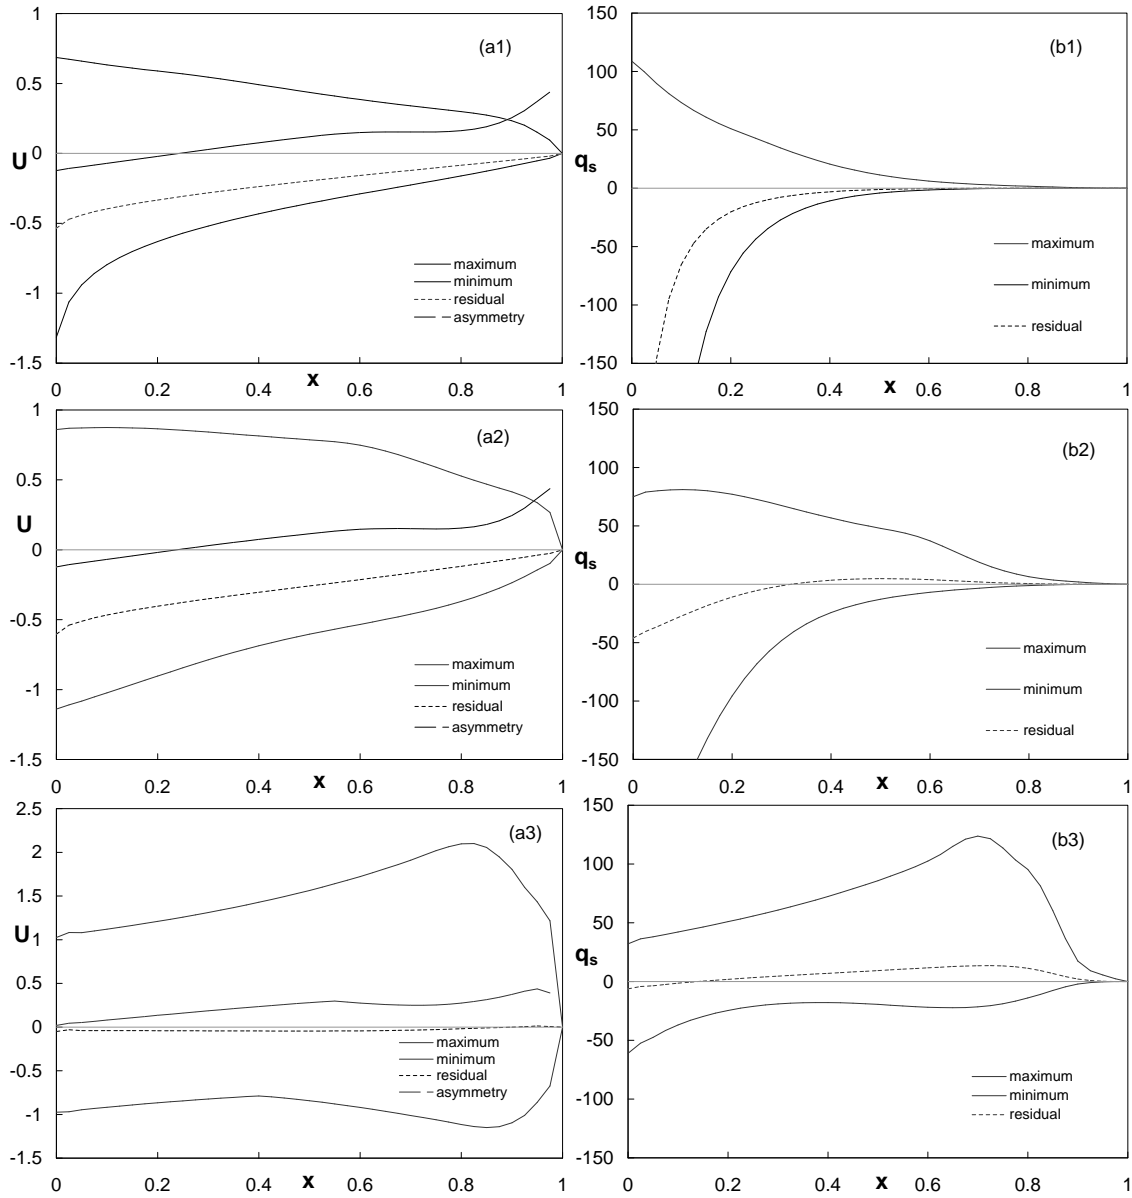 (a1)
1
0.5
0
-0.5
-1
-1.5
U
maximum
minimum
residual
asymmetry
0 0.2 0.4 0.6 0.8 1
x
(b1)
150
100
50
0
-50
-100
-150
qs
maximum
minimum
residual
0 0.2 0.4 0.6 0.8 1
x
(a2)
1
0.5
0
-0.5
-1
-1.5
U
maximum
minimum
residual
asymmetry
0 0.2 0.4 0.6 0.8 1
x
(b2)
150
100
50
0
-50
-100
-150
qs
maximum
minimum
residual
0 0.2 0.4 0.6 0.8 1
x
(a3)
2.5
2
1.5
1
0.5
0
-0.5
-1
-1.5
U
maximum
minimum
residual
asymmetry
0 0.2 0.4 0.6 0.8 1
x
(b3)
150
100
50
0
-50
-100
-150
qs
maximum
minimum
residual
0 0.2 0.4 0.6 0.8 1
x